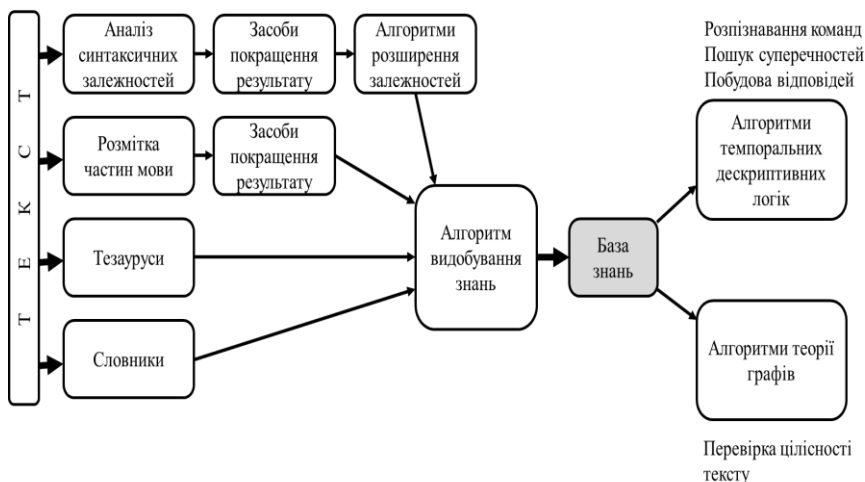 Т Е К С Т
Аналіз
синтаксичних
залежностей
Засоби
покращення
результату
Алгоритми
розширення
залежностей
Розмітка
частин мови
Засоби
покращення
результату
Тезауруси
Словники
Алгоритм
видобування
знань
База
знань
Розпізнавання команд
Пошук суперечностей
Побудова відповідей
Алгоритми
темпоральних
дескриптивних
логік
Алгоритми теорії
графів
Перевірка цілісності
тексту